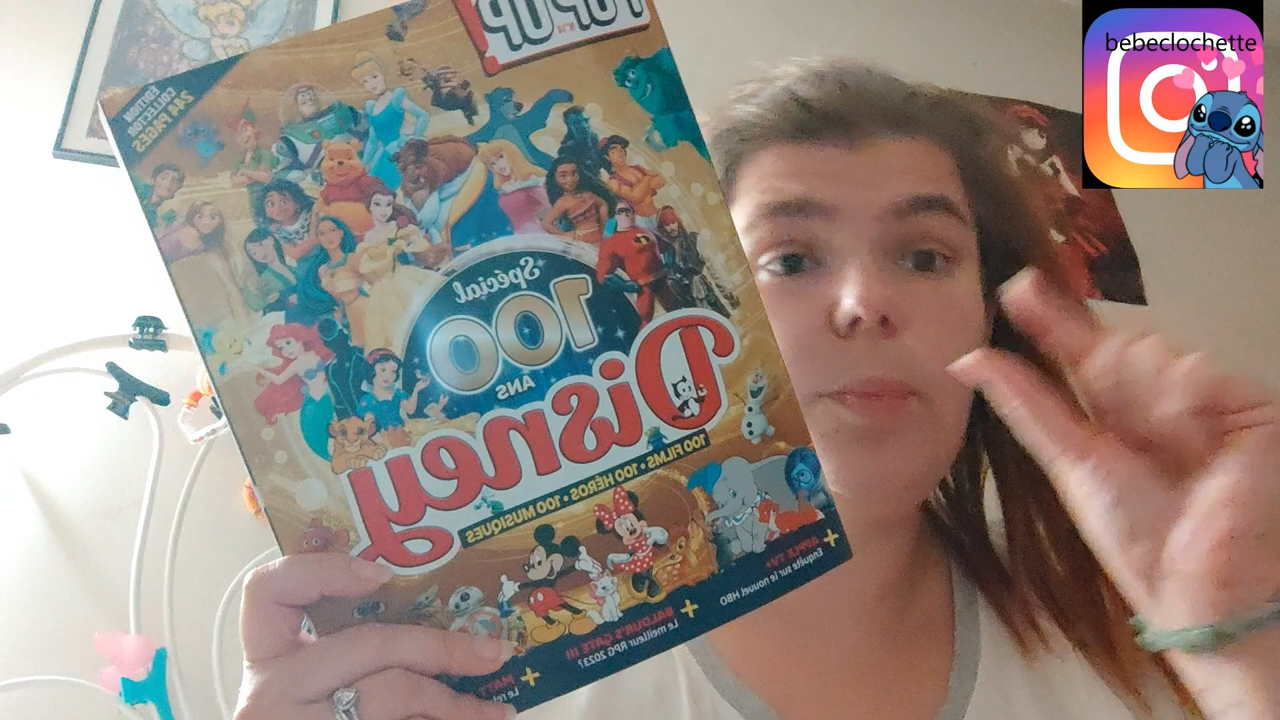 bebeclochette
POP UP
ÉDITION
COLLECTOR
244 PAGES
Spécial
100
ANS
Disney
100 FILMS • 100 HÉROS • 100 MUSIQUES
+ APPLE TV+
Enquête sur le nouvel HBO
+ BALDUR'S GATE III
Le meilleur RPG 2023?
+